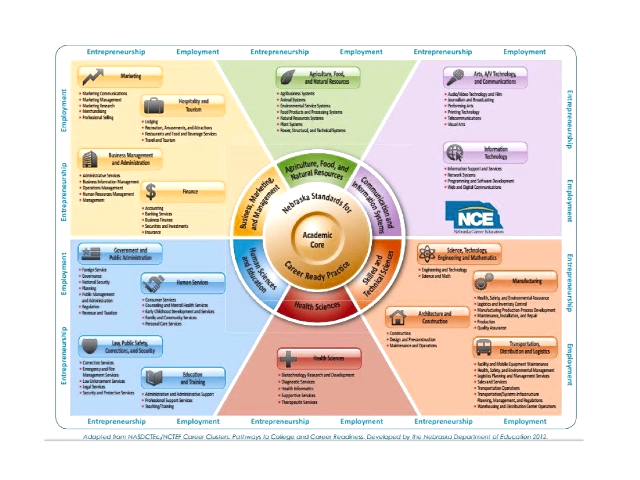 Entrepreneurship Employment Entrepreneurship Employment Entrepreneurship Employment
Employment
Entrepreneurship
Employment
Entrepreneurship
Marketing
Marketing Communications
Marketing Management
Marketing Research
Merchandising
Professional Selling
Hospitality and
Tourism
Lodging
Recreation, Amusements, and Attractions
Restaurants and Food and Beverage Services
Travel and Tourism
Business Management
and Administration
Administrative Services
Business Information Management
Operations Management
Human Resources Management
Management
Finance
Accounting
Banking Services
Business Finance
Securities and Investments
Insurance
Agriculture, Food,
and Natural Resources
Agribusiness Systems
Animal Systems
Environmental Service Systems
Food Products and Processing Systems
Natural Resources Systems
Plant Systems
Power, Structural, and Technical Systems
Arts, A/V Technology,
and Communications
Audio/Video Technology and Film
Journalism and Broadcasting
Performing Arts
Printing Technology
Telecommunications
Visual Arts
Information
Technology
Information Support and Services
Network Systems
Programming and Software Development
Web and Digital Communications
NCE
Nebraska Career Education
Entrepreneurship
Employment
Entrepreneurship
Employment
Agriculture, Food, and
Natural Resources
Business, Marketing,
and Management
Communication and
Information Systems
Nebraska Standards for
Academic
Core
Career Ready Practice
Human Sciences
and Education
Skilled and
Technical Sciences
Health Sciences
Government and
Public Administration
Foreign Service
Governance
National Security
Planning
Public Management
and Administration
Regulation
Revenue and Taxation
Human Services
Consumer Services
Counseling and Mental Health Services
Early Childhood Development and Services
Family and Community Services
Personal Care Services
Law, Public Safety,
Corrections, and Security
Correction Services
Emergency and Fire
Management Services
Law Enforcement Services
Legal Services
Security and Protective Services
Education
and Training
Administration and Administrative Support
Professional Support Services
Teaching/Training
Health Sciences
Biotechnology Research and Development
Diagnostic Services
Health Informatics
Supportive Services
Therapeutic Services
Science, Technology,
Engineering and Mathematics
Engineering and Technology
Science and Math
Manufacturing
Health, Safety, and Environmental Assurance
Logistics and Inventory Control
Manufacturing Production Process Development
Maintenance, Installation, and Repair
Production
Quality Assurance
Architecture and
Construction
Construction
Design and Pre-construction
Maintenance and Operations
Transportation,
Distribution and Logistics
Facility and Mobile Equipment Maintenance
Health, Safety, and Environmental Management
Logistics Planning and Management Services
Sales and Services
Transportation Operations
Transportation/Systems Infrastructure
Planning, Management, and Regulations
Warehousing and Distribution Center Operations
Entrepreneurship Employment Entrepreneurship Employment Entrepreneurship Employment
Adapted from NASDCTEc/NCTEF Career Clusters. Pathways to College and Career Readiness. Developed by the Nebraska Department of Education 2012.